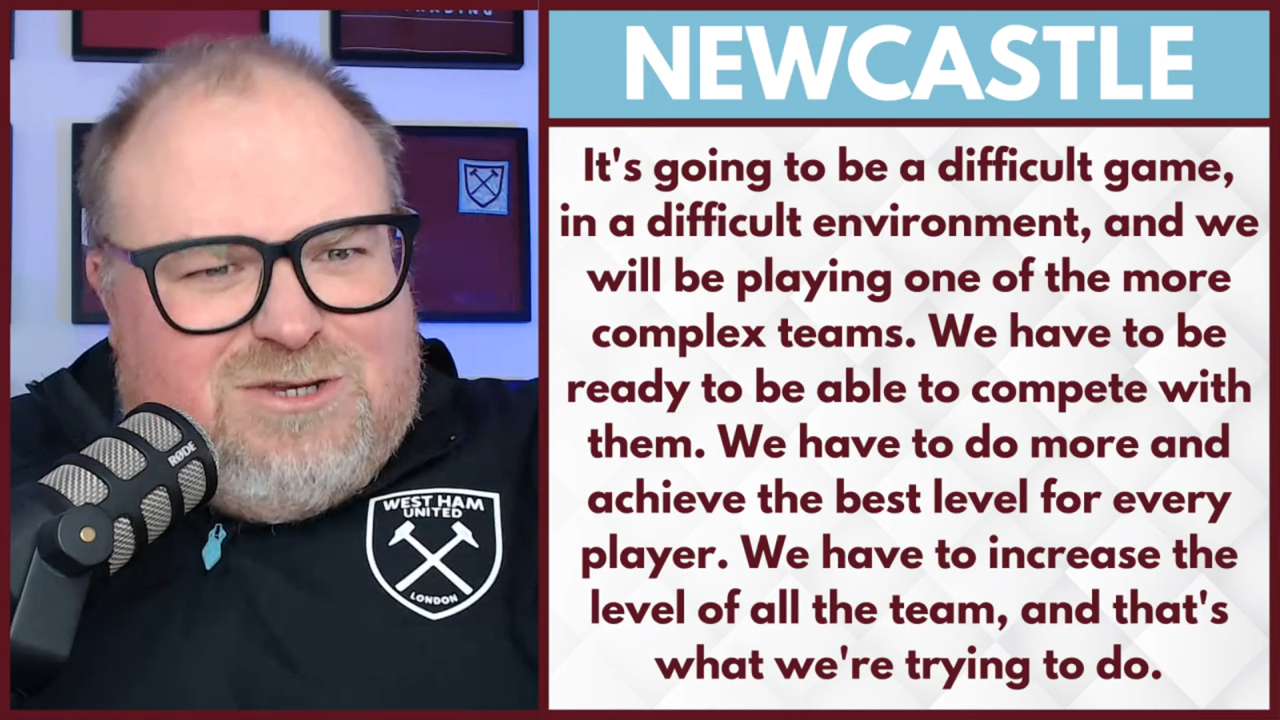 TRADING
NEWCASTLE
It's going to be a difficult game,
in a difficult environment, and we
will be playing one of the more
complex teams. We have to be
ready to be able to compete with
them. We have to do more and
achieve the best level for every
player. We have to increase the
level of all the team, and that's
what we're trying to do.
RØDE
WEST HAM
UNITED
LONDON